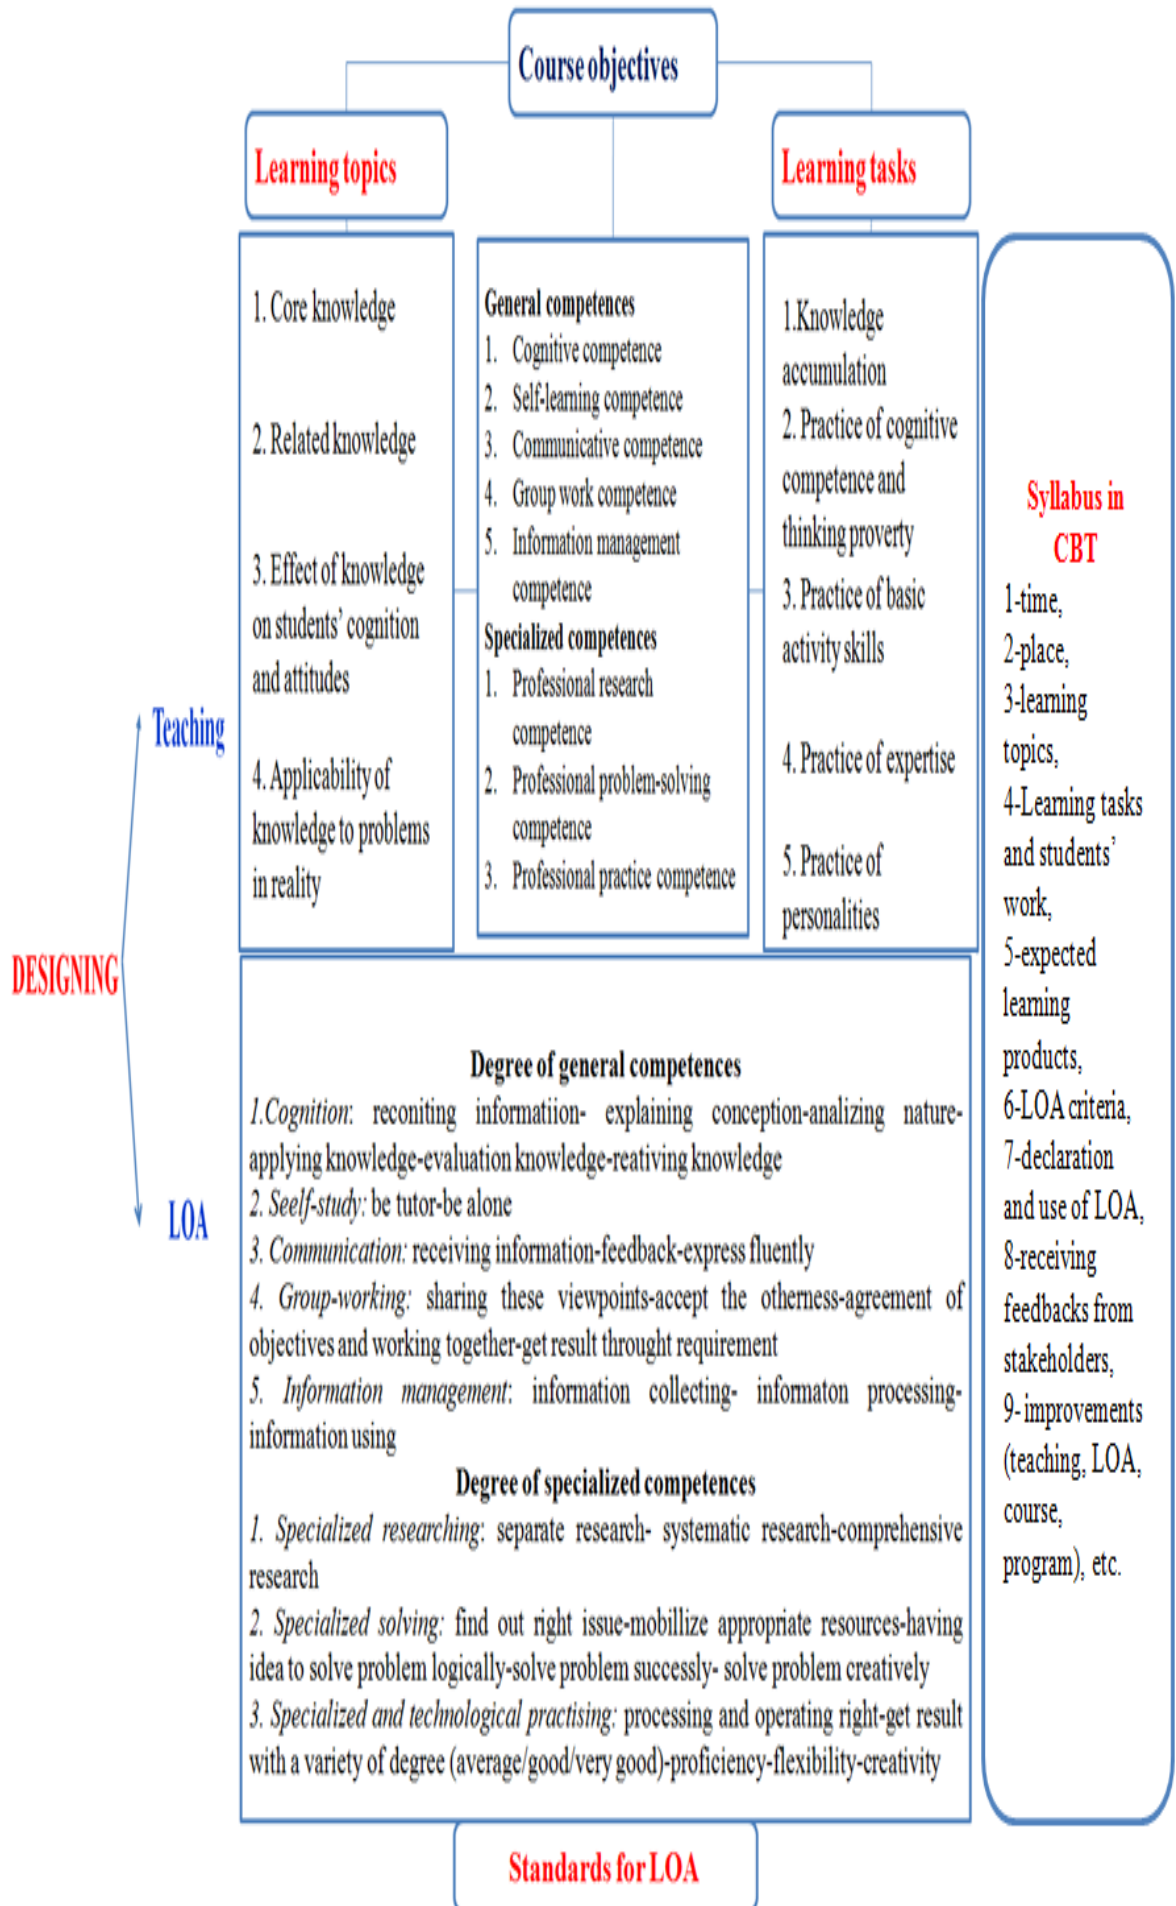 Course objectives
Learning topics
Learning tasks
1. Core knowledge
2. Related knowledge
3. Effect of knowledge
on students' cognition
and attitudes
4. Applicability of
knowledge to problems
in reality
General competences
1. Cognitive competence
2. Self-learning competence
3. Communicative competence
4. Group work competence
5. Information management
competence
Specialized competences
1. Professional research
competence
2. Professional problem-solving
competence
3. Professional practice competence
1.Knowledge
accumulation
2. Practice of cognitive
competence and
thinking proverty
3. Practice of basic
activity skills
4. Practice of expertise
5. Practice of
personalities
Syllabus in
CBT
1-time,
2-place,
3-learning
topics,
4-Learning tasks
and students'
work,
5-expected
learning
products,
6-LOA criteria,
7-declaration
and use of LOA,
8-receiving
feedbacks from
stakeholders,
9- improvements
(teaching, LOA,
course,
program), etc.
Teaching
DESIGNING
LOA
Degree of general competences
1.Cognition: reconiting informatiion- explaining conception-analizing nature-
applying knowledge-evaluation knowledge-reativing knowledge
2. Seelf-study: be tutor-be alone
3. Communication: receiving information-feedback-express fluently
4. Group-working: sharing these viewpoints-accept the otherness-agreement of
objectives and working together-get result throught requirement
5. Information management: information collecting- informaton processing-
information using
Degree of specialized competences
1. Specialized researching: separate research- systematic research-comprehensive
research
2. Specialized solving: find out right issue-mobillize appropriate resources-having
idea to solve problem logically-solve problem successly- solve problem creatively
3. Specialized and technological practising: processing and operating right-get result
with a variety of degree (average/good/very good)-proficiency-flexibility-creativity
Standards for LOA